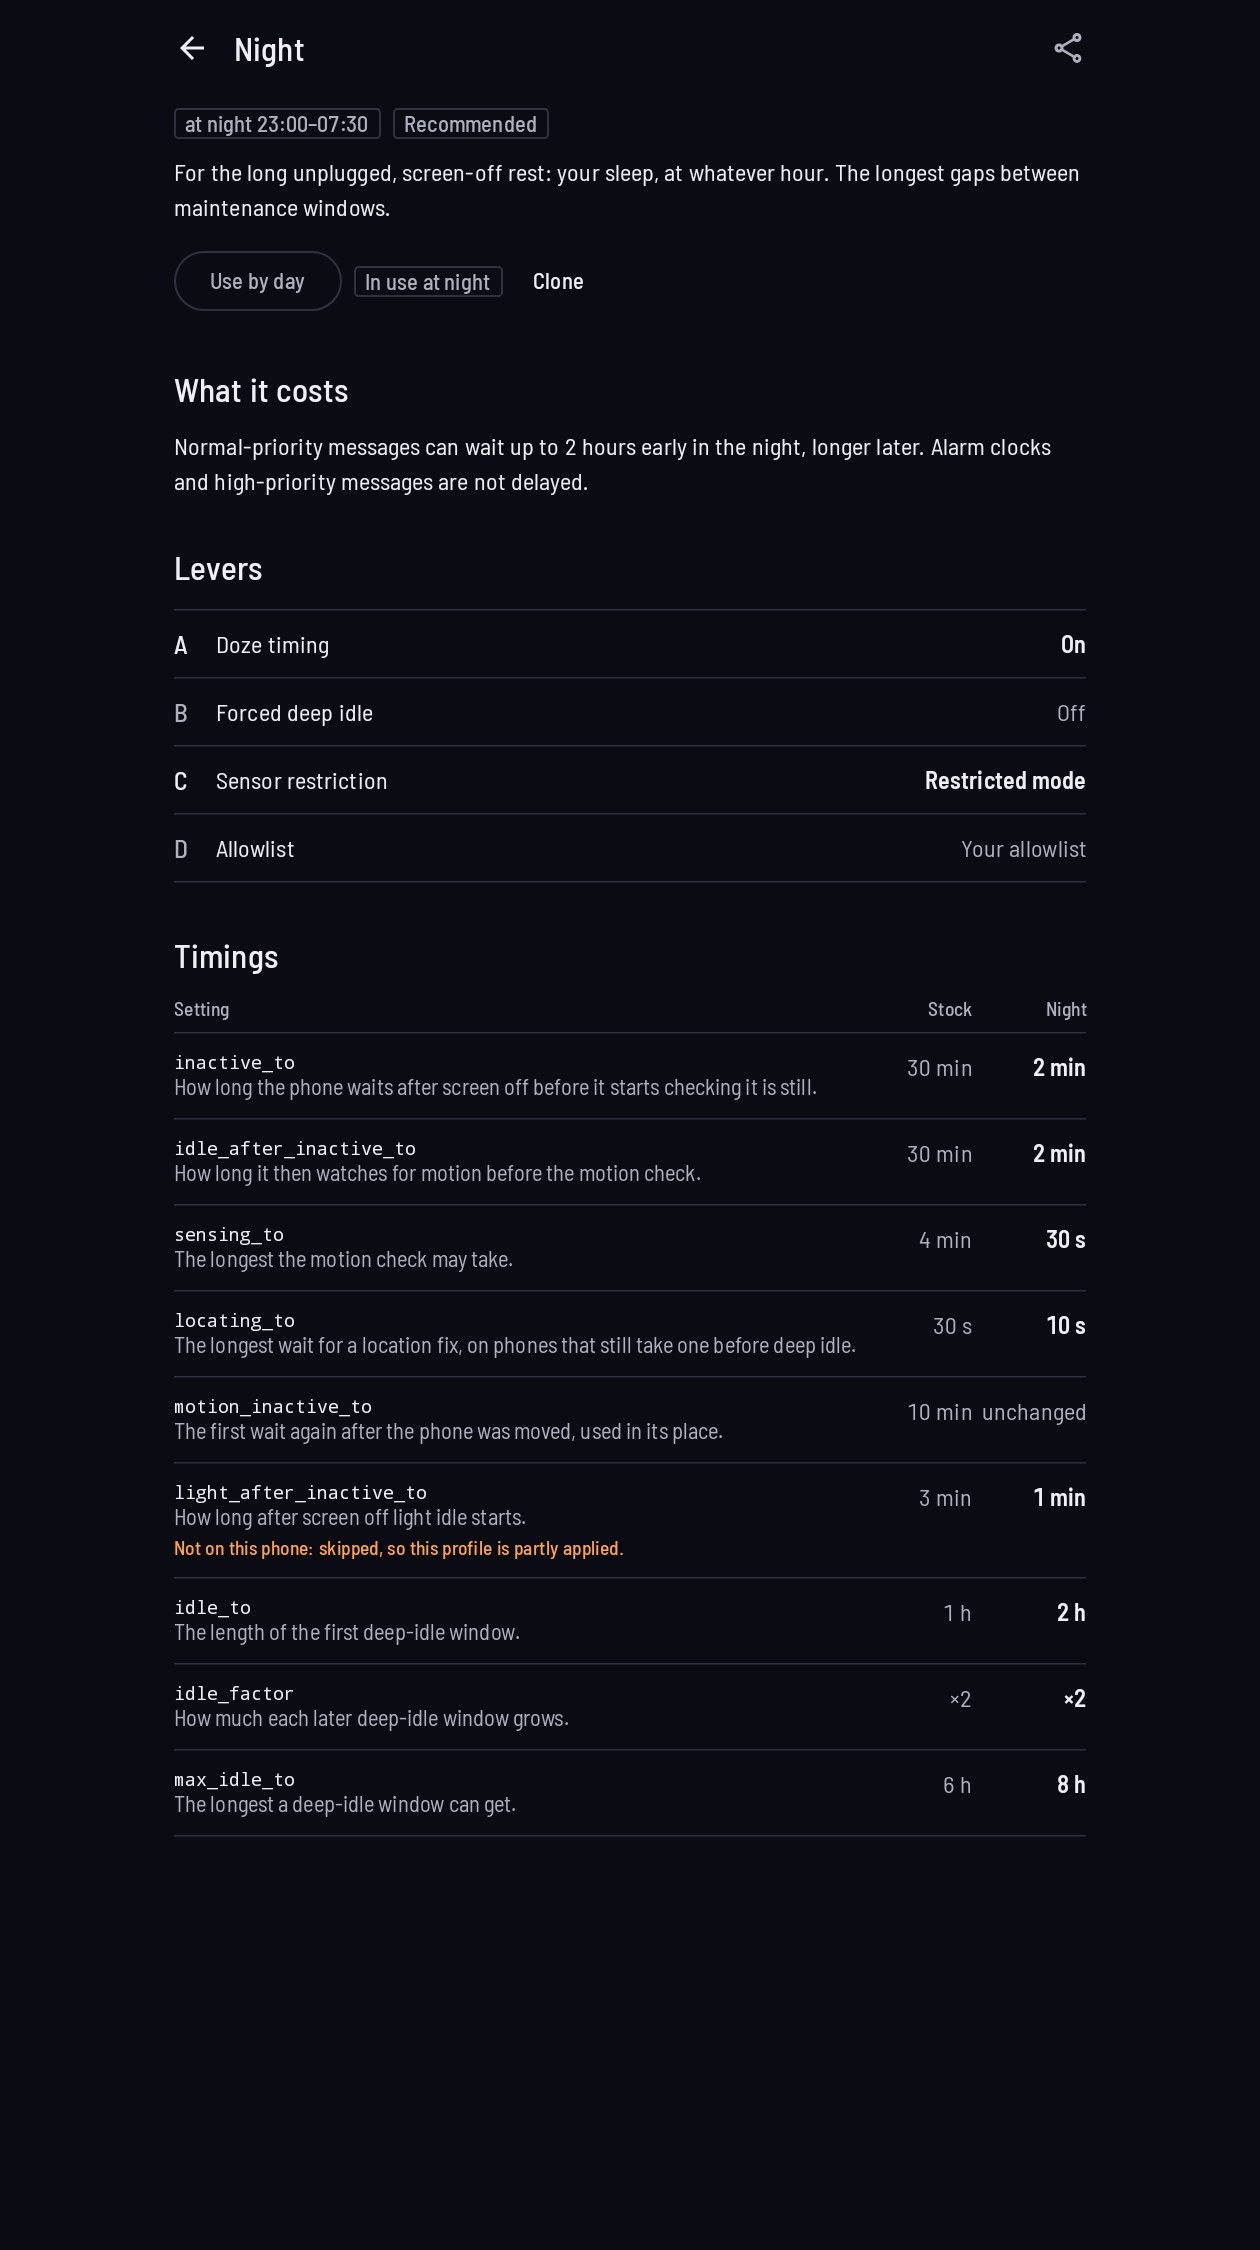 Night
at night 23:00–07:30 Recommended
For the long unplugged, screen-off rest: your sleep, at whatever hour. The longest gaps between
maintenance windows.
Use by day In use at night Clone
What it costs
Normal-priority messages can wait up to 2 hours early in the night, longer later. Alarm clocks
and high-priority messages are not delayed.
Levers
A Doze timing On
B Forced deep idle Off
C Sensor restriction Restricted mode
D Allowlist Your allowlist
Timings
Setting Stock Night
inactive_to 30 min 2 min
How long the phone waits after screen off before it starts checking it is still.
idle_after_inactive_to 30 min 2 min
How long it then watches for motion before the motion check.
sensing_to 4 min 30 s
The longest the motion check may take.
locating_to 30 s 10 s
The longest wait for a location fix, on phones that still take one before deep idle.
motion_inactive_to 10 min unchanged
The first wait again after the phone was moved, used in its place.
light_after_inactive_to 3 min 1 min
How long after screen off light idle starts.
Not on this phone: skipped, so this profile is partly applied.
idle_to 1 h 2 h
The length of the first deep-idle window.
idle_factor ×2 ×2
How much each later deep-idle window grows.
max_idle_to 6 h 8 h
The longest a deep-idle window can get.